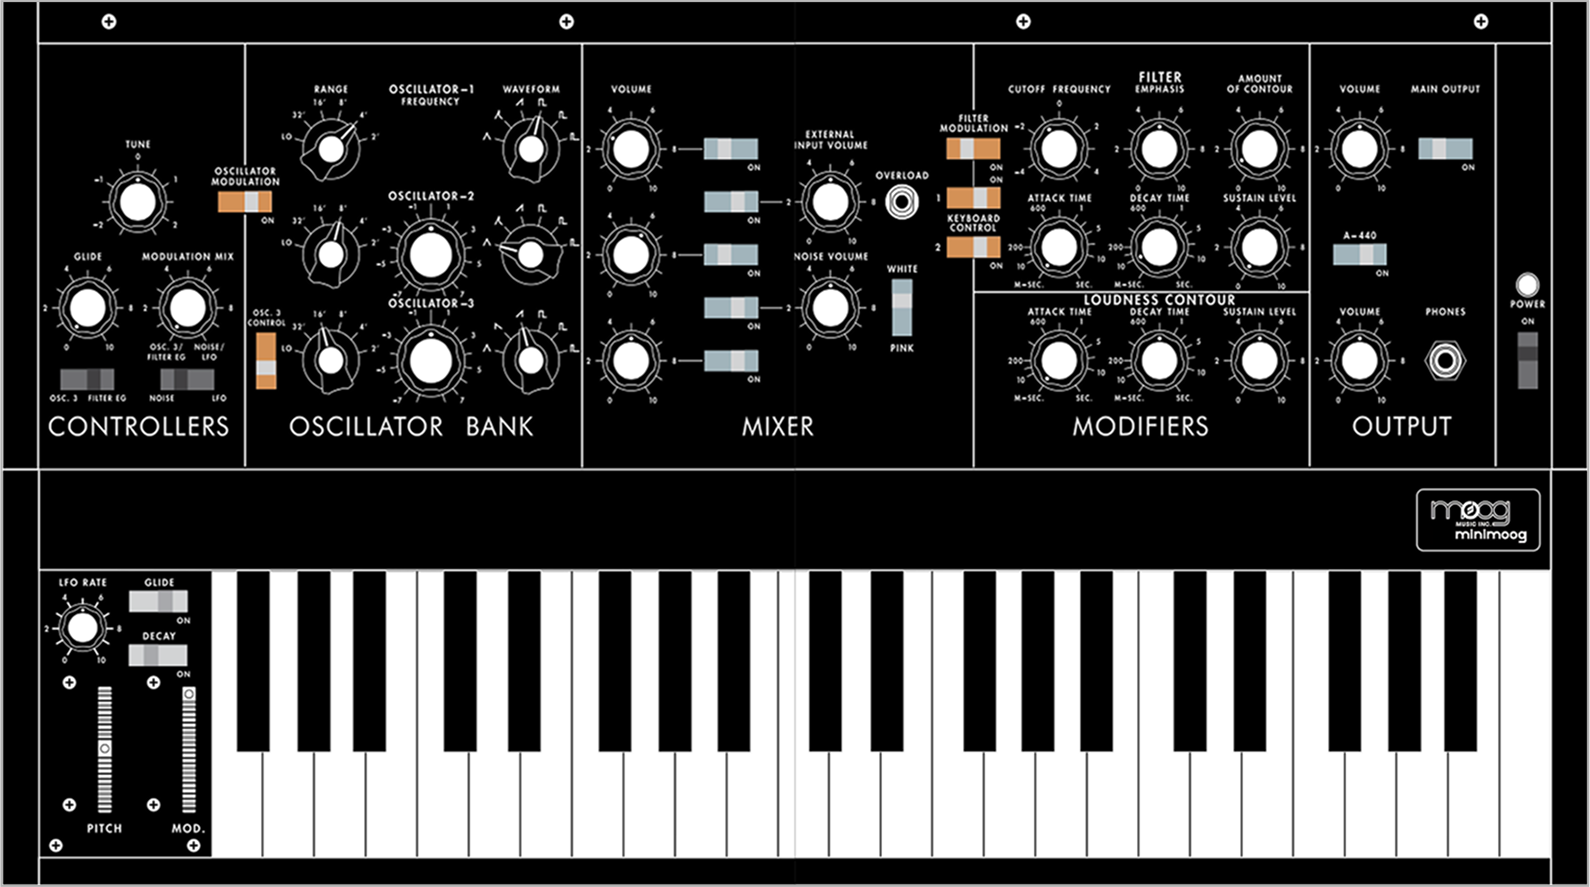 CONTROLLERS
TUNE
0
-1 1
-2 2
GLIDE
4 6
2 8
0 10
MODULATION MIX
4 6
2 8
OSC. 3/ NOISE/
FILTER EG LFO
OSC. 3 FILTER EG
NOISE LFO
OSCILLATOR
MODULATION
ON
OSC. 3
CONTROL
OSCILLATOR BANK
RANGE
16' 8'
32' 4'
LO 2'
OSCILLATOR-1
FREQUENCY
WAVEFORM
16' 8'
32' 4'
LO 2'
OSCILLATOR-2
-1 1
-3 3
-5 5
-7 7
16' 8'
32' 4'
LO 2'
OSCILLATOR-3
-1 1
-3 3
-5 5
-7 7
MIXER
VOLUME
4 6
2 8
0 10
ON
ON
4 6
2 8
0 10
ON
ON
4 6
2 8
0 10
ON
EXTERNAL
INPUT VOLUME
4 6
2 8
0 10
OVERLOAD
NOISE VOLUME
4 6
2 8
0 10
WHITE
PINK
FILTER
MODULATION
ON
ON
1
KEYBOARD
CONTROL
2
ON
MODIFIERS
FILTER
CUTOFF FREQUENCY
0
-2 2
-4 4
EMPHASIS
4 6
2 8
0 10
AMOUNT
OF CONTOUR
4 6
2 8
0 10
ATTACK TIME
600 1
200 5
10 10
M-SEC. SEC.
DECAY TIME
600 1
200 5
10 10
M-SEC. SEC.
SUSTAIN LEVEL
4 6
2 8
0 10
LOUDNESS CONTOUR
ATTACK TIME
600 1
200 5
10 10
M-SEC. SEC.
DECAY TIME
600 1
200 5
10 10
M-SEC. SEC.
SUSTAIN LEVEL
4 6
2 8
0 10
OUTPUT
VOLUME
4 6
2 8
0 10
MAIN OUTPUT
ON
A-440
ON
VOLUME
4 6
2 8
0 10
PHONES
POWER
ON
moog
MUSIC INC.
minimoog
LFO RATE
4 6
2 8
0 10
GLIDE
ON
DECAY
ON
PITCH
MOD.